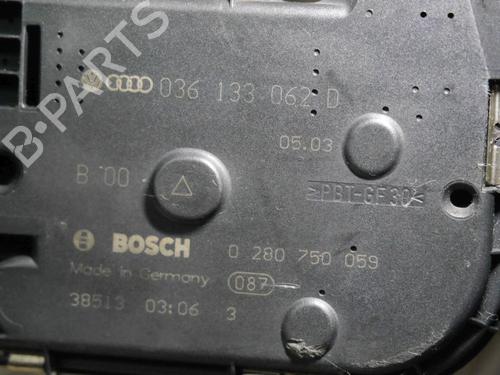 B-PARTS
036 133 062 D
05.03
B 00
>PBT-GF30<
BOSCH 0 280 750 059
Made in Germany 087
38513 03:06 3